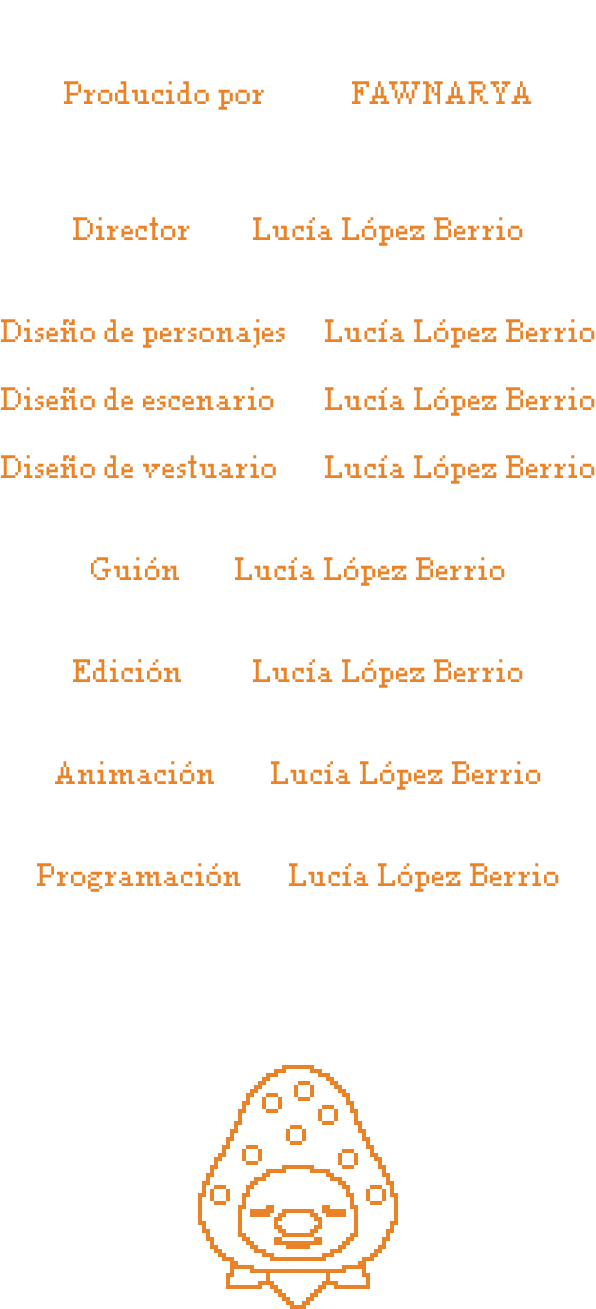 Producido por FAWNARYA
Director Lucía López Berrio
Diseño de personajes Lucía López Berrio
Diseño de escenario Lucía López Berrio
Diseño de vestuario Lucía López Berrio
Guión Lucía López Berrio
Edición Lucía López Berrio
Animación Lucía López Berrio
Programación Lucía López Berrio